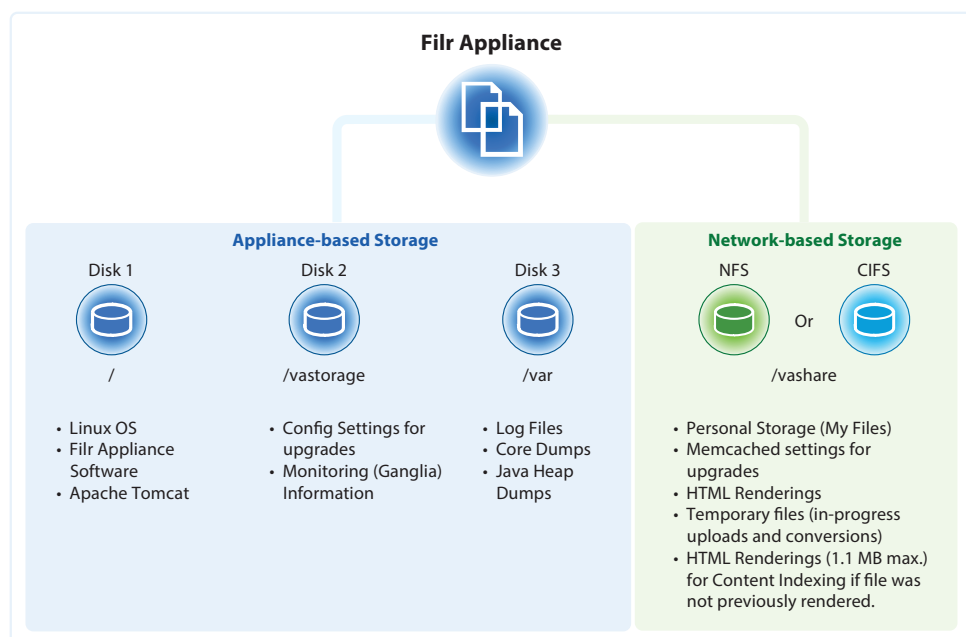 Filr Appliance
Appliance-based Storage
Disk 1
Disk 2
Disk 3
/
/vastorage
/var
• Linux OS
• Filr Appliance
Software
• Apache Tomcat
• Config Settings for
upgrades
• Monitoring (Ganglia)
Information
• Log Files
• Core Dumps
• Java Heap
Dumps
Network-based Storage
NFS
Or
CIFS
/vashare
• Personal Storage (My Files)
• Memcached settings for
upgrades
• HTML Renderings
• Temporary files (in-progress
uploads and conversions)
• HTML Renderings (1.1 MB max.)
for Content Indexing if file was
not previously rendered.